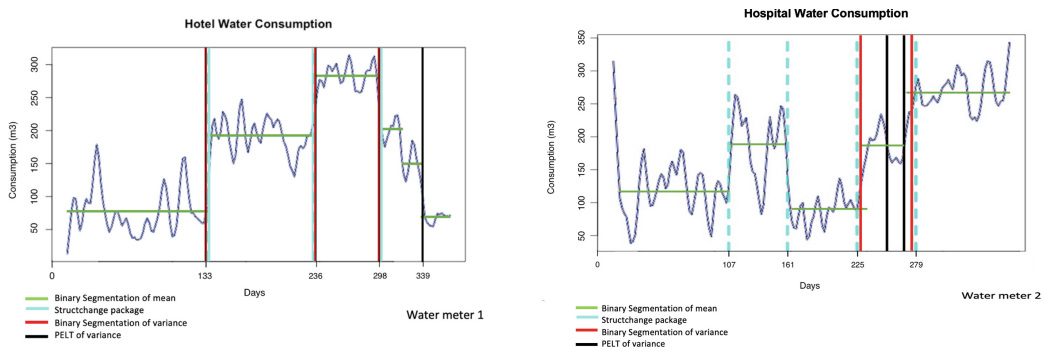 Hotel Water Consumption
Consumption (m3)
300
250
200
150
100
50
0
133
236
298
339
Days
Binary Segmentation of mean
Structchange package
Binary Segmentation of variance
PELT of variance
Water meter 1
Hospital Water Consumption
Consumption (m3)
350
300
250
200
150
100
50
0
107
161
225
279
Days
Binary Segmentation of mean
Structchange package
Binary Segmentation of variance
PELT of variance
Water meter 2